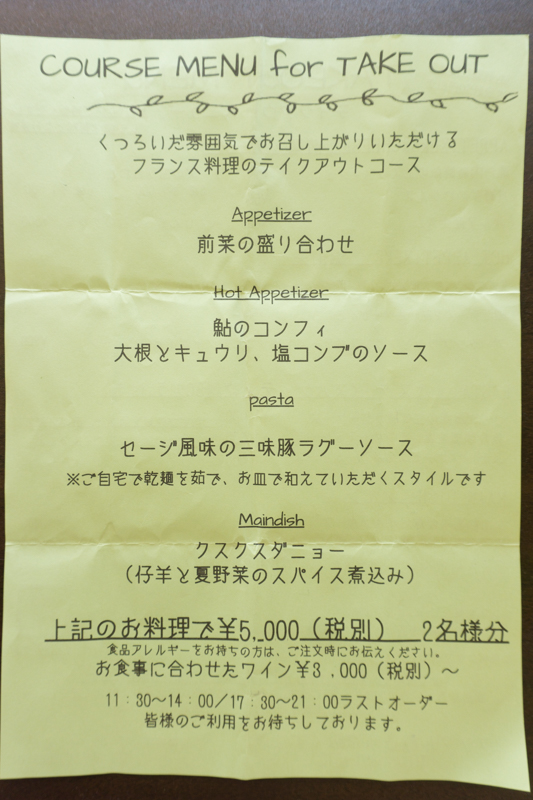 COURSE MENU for TAKE OUT
くつろいだ雰囲気でお召し上がりいただける
フランス料理のテイクアウトコース
Appetizer
前菜の盛り合わせ
Hot Appetizer
鮎のコンフィ
大根とキュウリ、塩コンブのソース
pasta
セージ風味の三味豚ラグーソース
※ご自宅で乾麺を茹で、お皿で和えていただくスタイルです
Maindish
クスクスダニョー
（仔羊と夏野菜のスパイス煮込み）
上記のお料理で¥5,000（税別） 2名様分
食品アレルギーをお持ちの方は、ご注文時にお伝えください。
お食事に合わせたワイン¥3,000（税別）～
11：30～14：00／17：30～21：00ラストオーダー
皆様のご利用をお待ちしております。